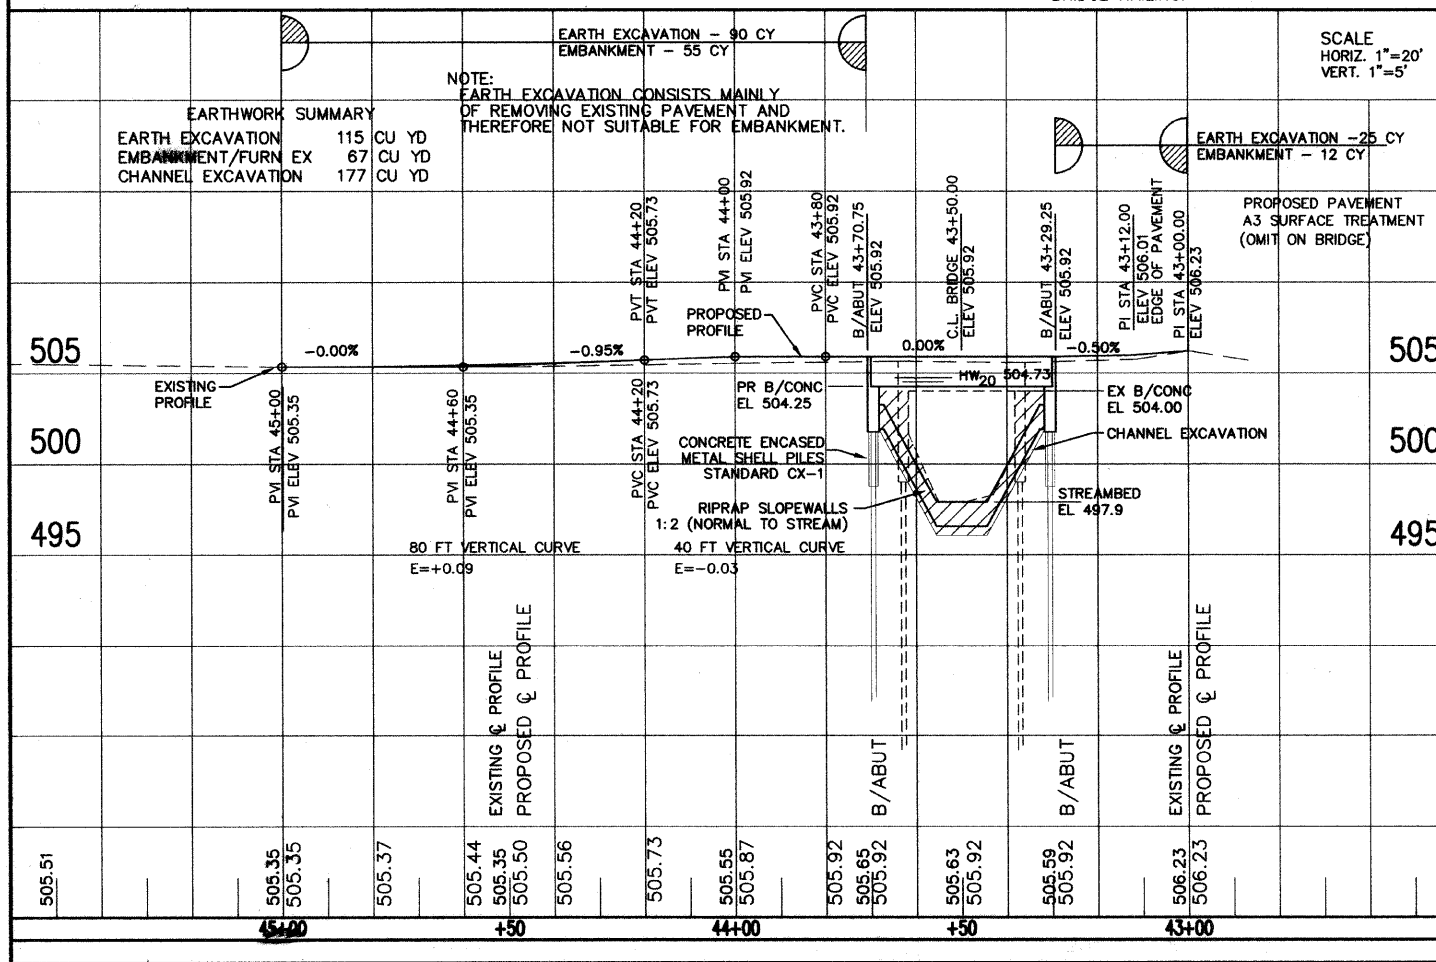 EARTH EXCAVATION - 90 CY
EMBANKMENT - 55 CY
SCALE
HORIZ. 1"=20'
VERT. 1"=5'
NOTE:
EARTH EXCAVATION CONSISTS MAINLY
OF REMOVING EXISTING PAVEMENT AND
THEREFORE NOT SUITABLE FOR EMBANKMENT.
EARTHWORK SUMMARY
EARTH EXCAVATION 115 CU YD
EMBANKMENT/FURN EX 67 CU YD
CHANNEL EXCAVATION 177 CU YD
EARTH EXCAVATION -25 CY
EMBANKMENT - 12 CY
PROPOSED PAVEMENT
A3 SURFACE TREATMENT
(OMIT ON BRIDGE)
PVT STA 44+20
PVT ELEV 505.73
PVI STA 44+00
PVI ELEV 505.92
PVC STA 43+80
PVC ELEV 505.92
B/ABUT 43+70.75
ELEV 505.92
C.L. BRIDGE 43+50.00
ELEV 505.92
B/ABUT 43+29.25
ELEV 505.92
PI STA 43+12.00
ELEV 506.01
EDGE OF PAVEMENT
PI STA 43+00.00
ELEV 506.23
PROPOSED
PROFILE
505
-0.00%
-0.95%
0.00%
-0.50%
505
EXISTING
PROFILE
HW20 504.73
PR B/CONC
EL 504.25
EX B/CONC
EL 504.00
PVI STA 45+00
PVI ELEV 505.35
PVI STA 44+60
PVI ELEV 505.35
PVC STA 44+20
PVC ELEV 505.73
500
CONCRETE ENCASED
METAL SHELL PILES
STANDARD CX-1
CHANNEL EXCAVATION
500
RIPRAP SLOPEWALLS
1:2 (NORMAL TO STREAM)
STREAMBED
EL 497.9
495
80 FT VERTICAL CURVE
E=+0.09
40 FT VERTICAL CURVE
E=-0.03
495
EXISTING ℄ PROFILE
PROPOSED ℄ PROFILE
B/ABUT
B/ABUT
EXISTING ℄ PROFILE
PROPOSED ℄ PROFILE
505.51
505.35
505.35
505.37
505.44
505.35
505.50
505.56
505.73
505.55
505.87
505.92
505.65
505.92
505.63
505.92
505.59
505.92
506.23
506.23
45+00
+50
44+00
+50
43+00